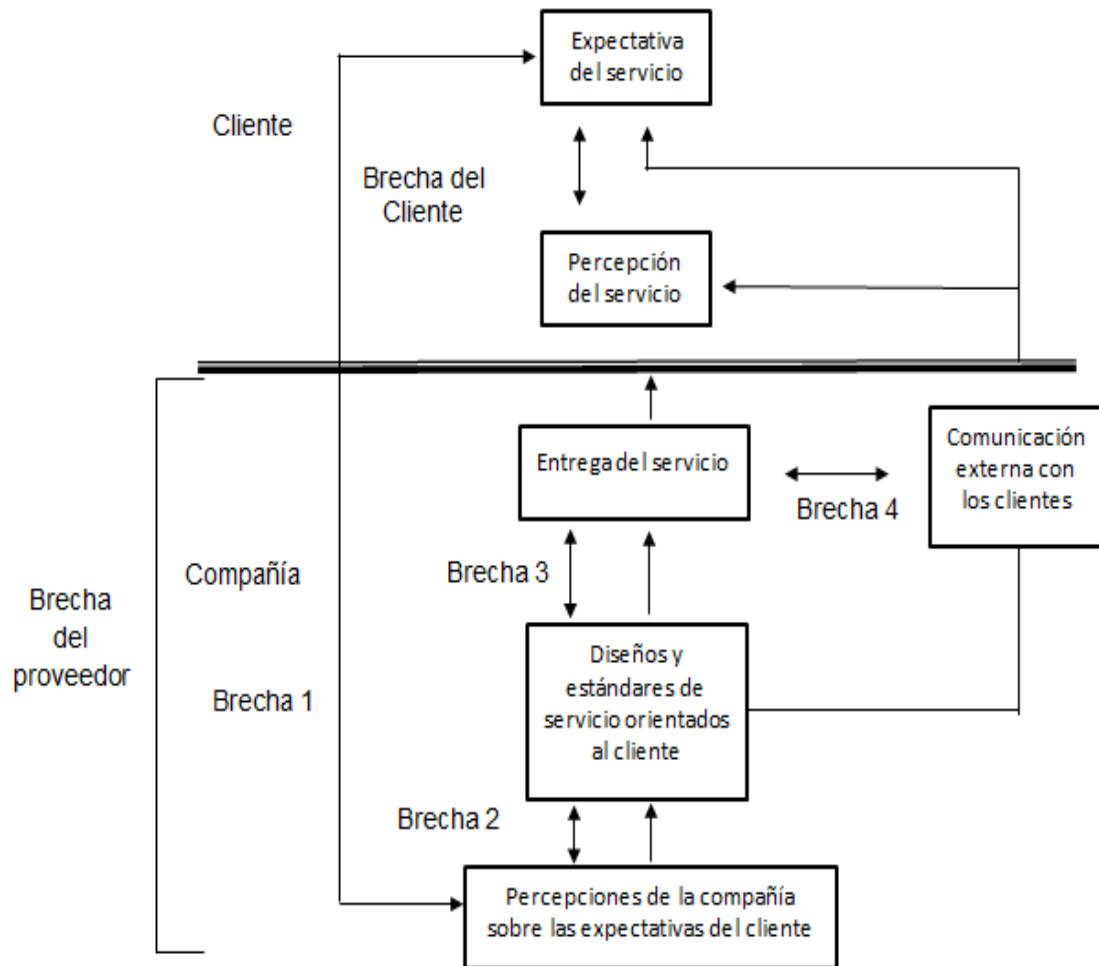 Expectativa
del servicio
Cliente
Brecha del
Cliente
Percepción
del servicio
Entrega del servicio
Comunicación
externa con
los clientes
Brecha 4
Brecha 3
Compañía
Brecha
del
proveedor
Diseños y
estándares de
servicio orientados
al cliente
Brecha 1
Brecha 2
Percepciones de la compañía
sobre las expectativas del cliente